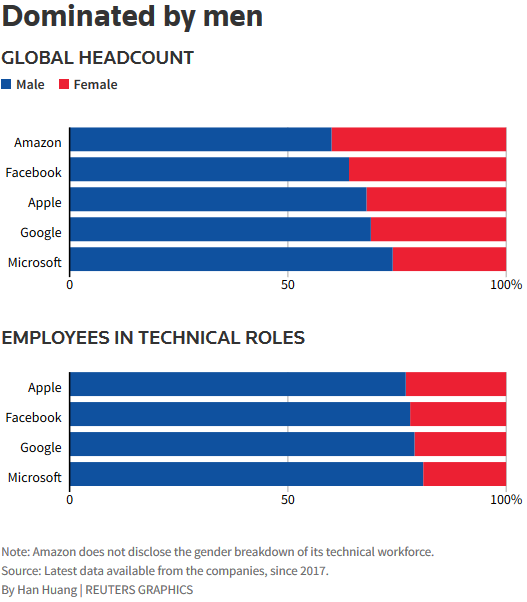 Dominated by men
GLOBAL HEADCOUNT
Male Female
Amazon
Facebook
Apple
Google
Microsoft
0 50 100%
EMPLOYEES IN TECHNICAL ROLES
Apple
Facebook
Google
Microsoft
0 50 100%
Note: Amazon does not disclose the gender breakdown of its technical workforce.
Source: Latest data available from the companies, since 2017.
By Han Huang | REUTERS GRAPHICS